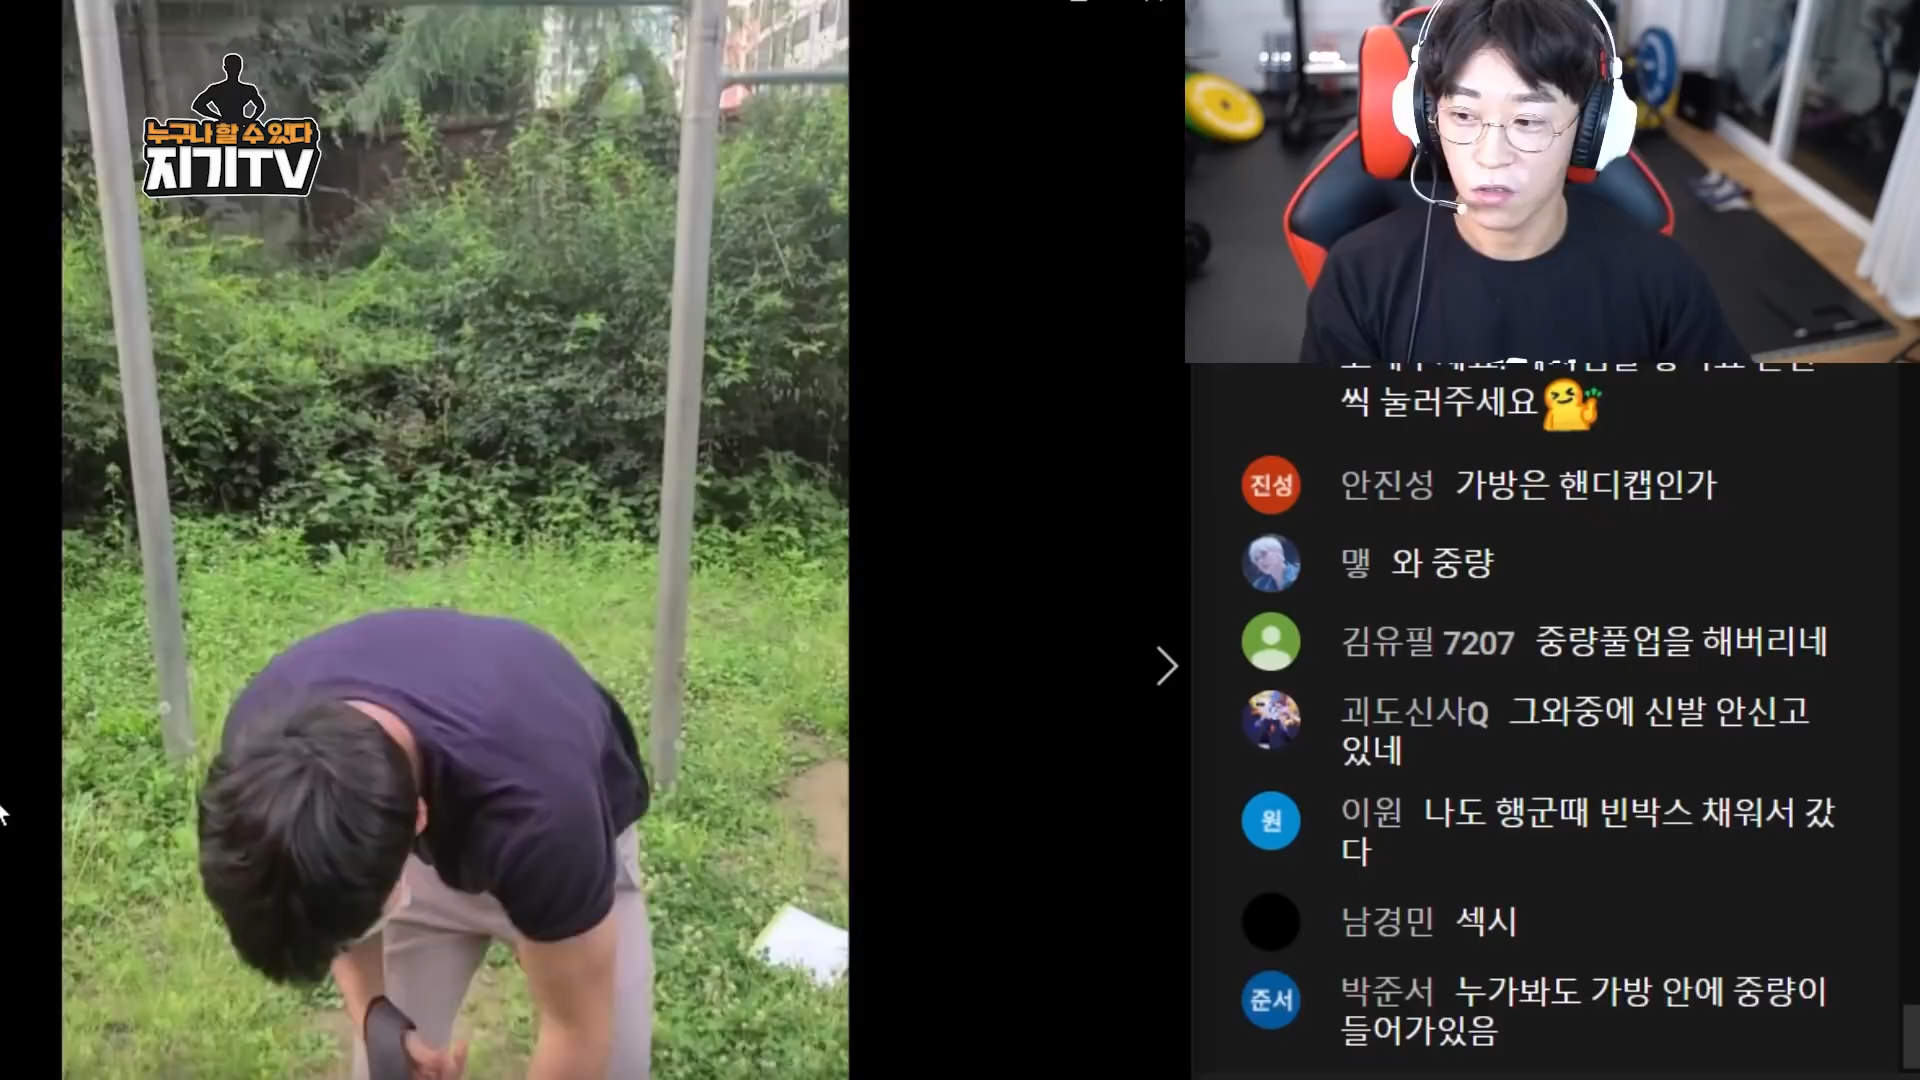 누구나 할 수 있다
지기TV
씩 눌러주세요
진성 안진성 가방은 핸디캡인가
맹 와 중량
김유필 7207 중량풀업을 해버리네
괴도신사Q 그와중에 신발 안신고
있네
원 이원 나도 행군때 빈박스 채워서 갔
다
남경민 섹시
준서 박준서 누가봐도 가방 안에 중량이
들어가있음